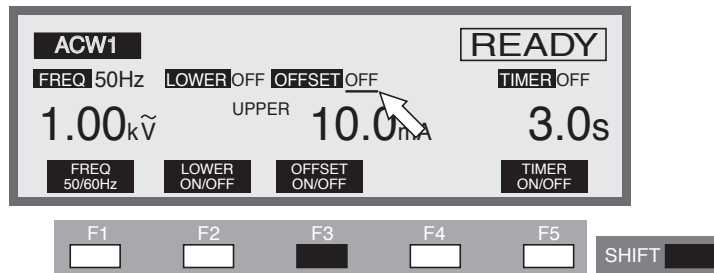 ACW1 READY
FREQ 50Hz LOWER OFF OFFSET OFF TIMER OFF
1.00kṼ UPPER 10.0mA 3.0s
FREQ LOWER OFFSET TIMER
50/60Hz ON/OFF ON/OFF ON/OFF
F1 F2 F3 F4 F5
SHIFT